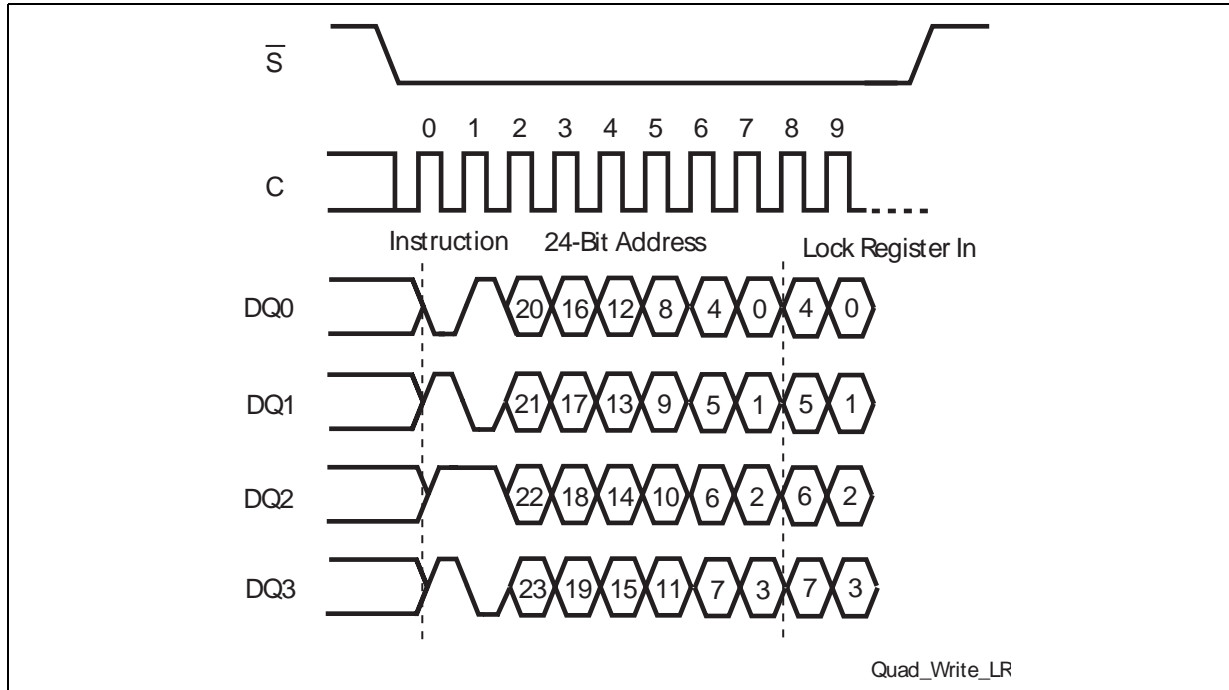 S
0 1 2 3 4 5 6 7 8 9
C
Instruction 24-Bit Address Lock Register In
DQ0 20 16 12 8 4 0 4 0
DQ1 21 17 13 9 5 1 5 1
DQ2 22 18 14 10 6 2 6 2
DQ3 23 19 15 11 7 3 7 3
Quad_Write_LR